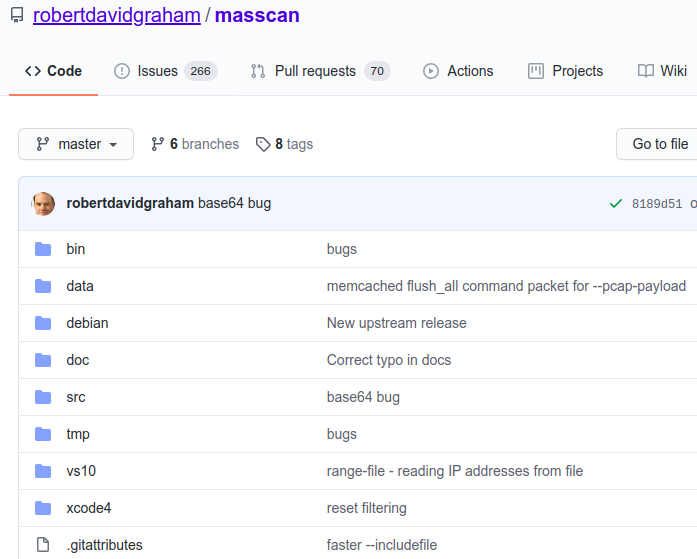 robertdavidgraham / masscan
Code Issues 266 Pull requests 70 Actions Projects Wiki
master 6 branches 8 tags Go to file
robertdavidgraham base64 bug 8189d51 o
bin bugs
data memcached flush_all command packet for --pcap-payload
debian New upstream release
doc Correct typo in docs
src base64 bug
tmp bugs
vs10 range-file - reading IP addresses from file
xcode4 reset filtering
.gitattributes faster --includefile